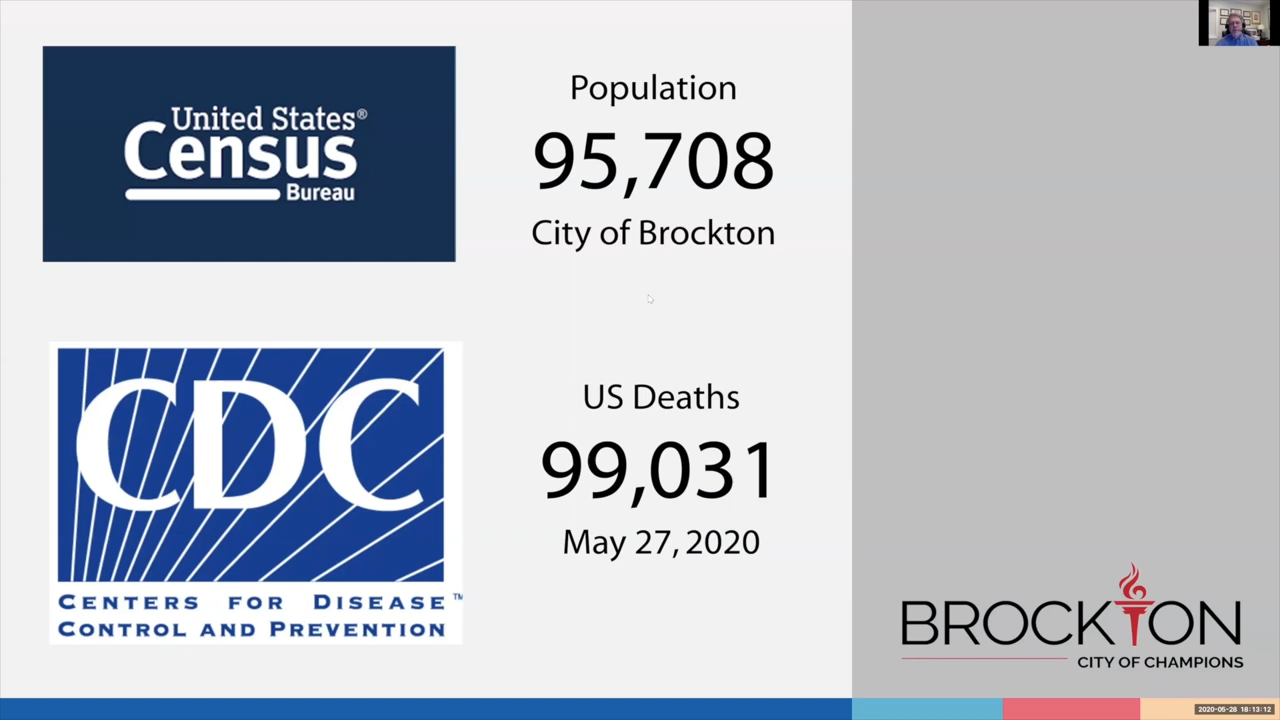 United States®
Census
Bureau
Population
95,708
City of Brockton
CDC
CENTERS FOR DISEASE™
CONTROL AND PREVENTION
US Deaths
99,031
May 27, 2020
BROCKTON
CITY OF CHAMPIONS
2020-05-28 18:13:12